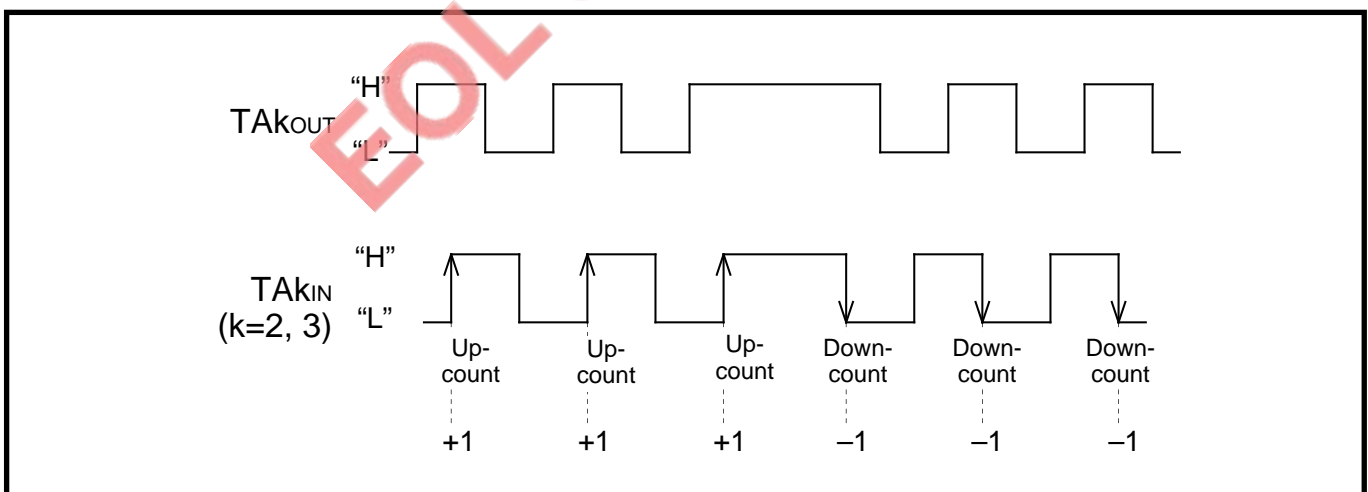 EOL
“H”
TAkOUT
“L”
“H”
TAkIN
(k=2, 3)
“L”
Up-
count
Up-
count
Up-
count
Down-
count
Down-
count
Down-
count
+1
+1
+1
–1
–1
–1